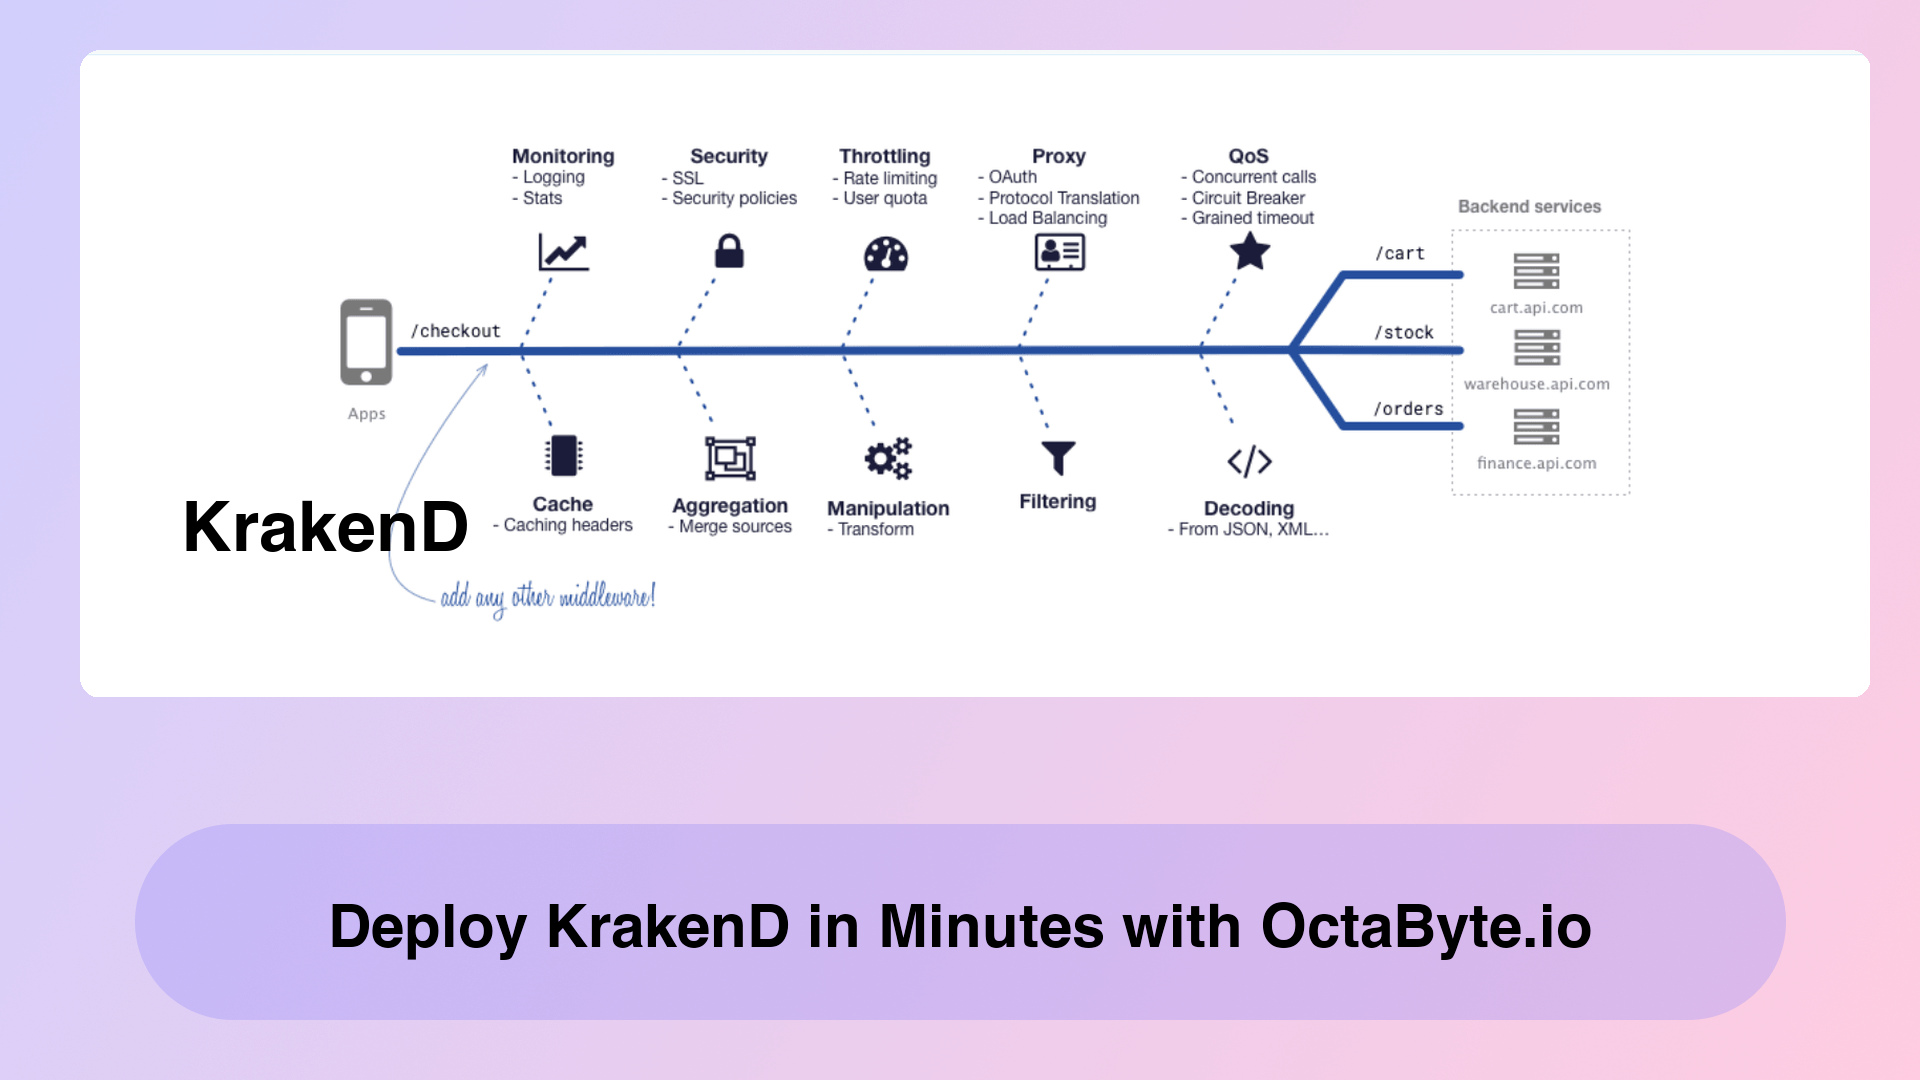 Monitoring
- Logging
- Stats
Security
- SSL
- Security policies
Throttling
- Rate limiting
- User quota
Proxy
- OAuth
- Protocol Translation
- Load Balancing
QoS
- Concurrent calls
- Circuit Breaker
- Grained timeout
Backend services
/cart
cart.api.com
/checkout
/stock
warehouse.api.com
Apps
/orders
finance.api.com
KrakenD
Cache
- Caching headers
Aggregation
- Merge sources
Manipulation
- Transform
Filtering
Decoding
- From JSON, XML...
add any other middleware!
Deploy KrakenD in Minutes with OctaByte.io